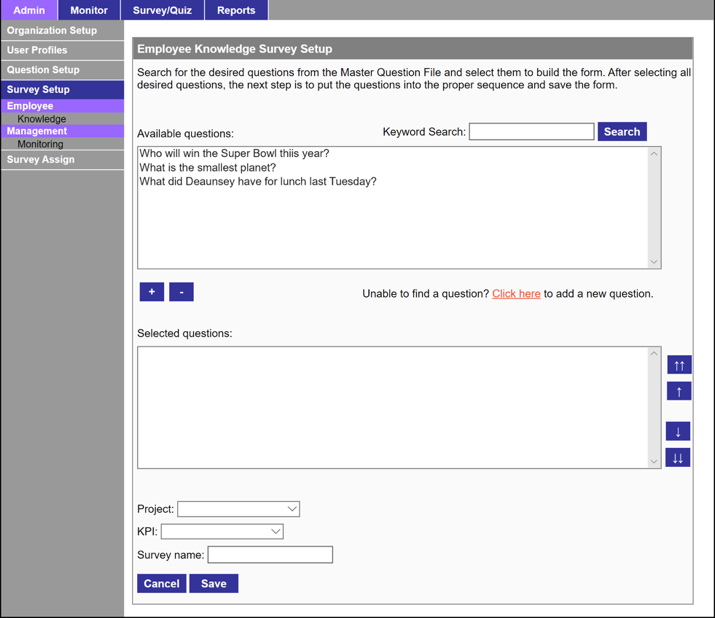 Admin Monitor Survey/Quiz Reports
Organization Setup
User Profiles
Question Setup
Survey Setup
Employee
Knowledge
Management
Monitoring
Survey Assign
Employee Knowledge Survey Setup
Search for the desired questions from the Master Question File and select them to build the form. After selecting all
desired questions, the next step is to put the questions into the proper sequence and save the form.
Available questions: Keyword Search: Search
Who will win the Super Bowl thiis year?
What is the smallest planet?
What did Deaunsey have for lunch last Tuesday?
+ - Unable to find a question? Click here to add a new question.
Selected questions:
↑↑
↑
↓
↓↓
Project:
KPI:
Survey name:
Cancel Save